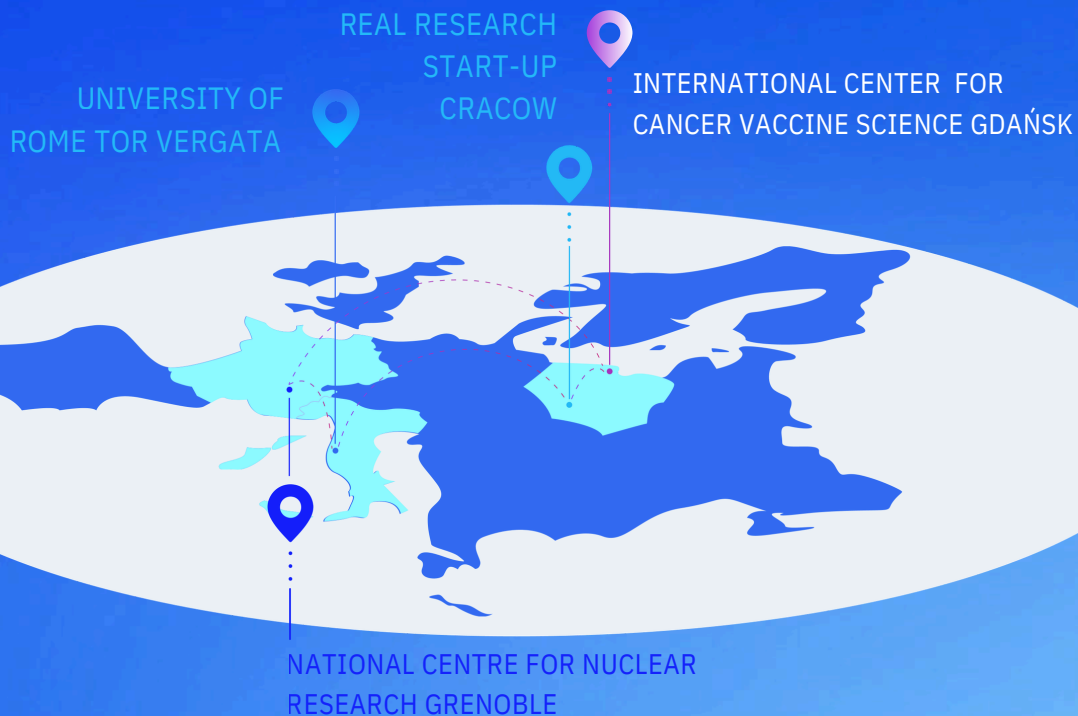 REAL RESEARCH
START-UP
CRACOW
INTERNATIONAL CENTER FOR
CANCER VACCINE SCIENCE GDAŃSK
UNIVERSITY OF
ROME TOR VERGATA
NATIONAL CENTRE FOR NUCLEAR
RESEARCH GRENOBLE